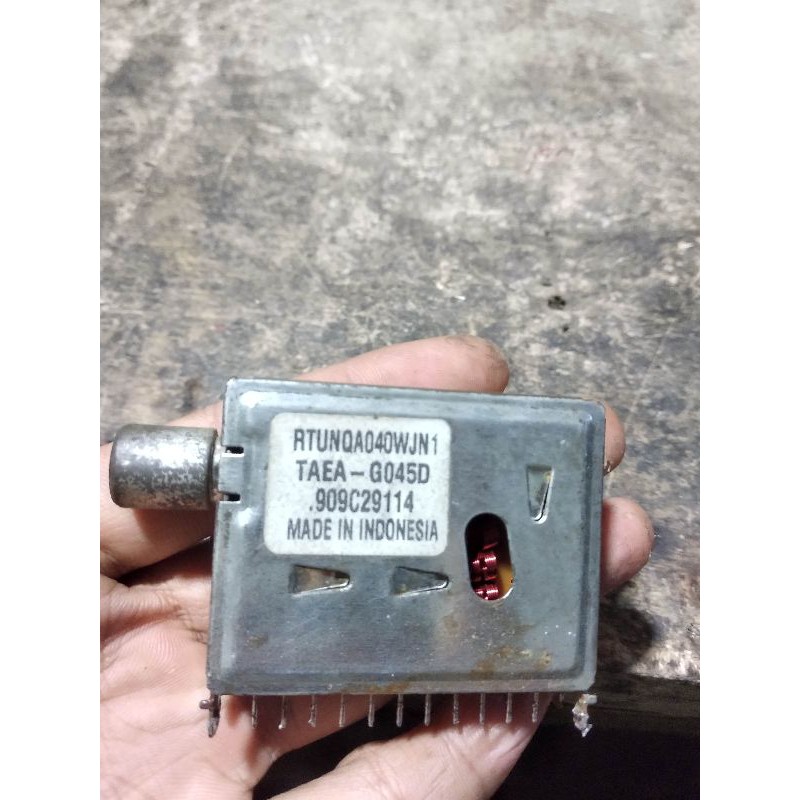 RTUNQA040WJN1
TAEA-G045D
.909C29114
MADE IN INDONESIA